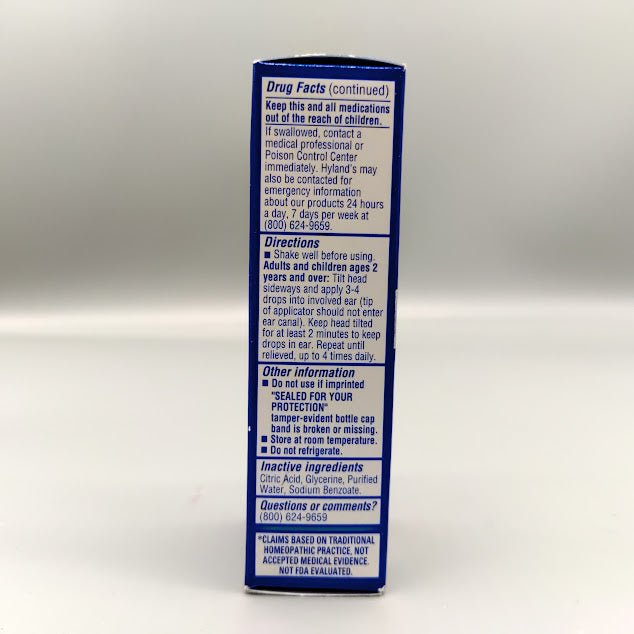 Drug Facts (continued)
Keep this and all medications
out of the reach of children.
If swallowed, contact a
medical professional or
Poison Control Center
immediately. Hyland's may
also be contacted for
emergency information
about our products 24 hours
a day, 7 days per week at
(800) 624-9659.
Directions
■ Shake well before using.
Adults and children ages 2
years and over: Tilt head
sideways and apply 3-4
drops into involved ear (tip
of applicator should not enter
ear canal). Keep head tilted
for at least 2 minutes to keep
drops in ear. Repeat until
relieved, up to 4 times daily.
Other information
■ Do not use if imprinted
"SEALED FOR YOUR
PROTECTION"
tamper-evident bottle cap
band is broken or missing.
■ Store at room temperature.
■ Do not refrigerate.
Inactive ingredients
Citric Acid, Glycerine, Purified
Water, Sodium Benzoate.
Questions or comments?
(800) 624-9659
*CLAIMS BASED ON TRADITIONAL
HOMEOPATHIC PRACTICE, NOT
ACCEPTED MEDICAL EVIDENCE.
NOT FDA EVALUATED.